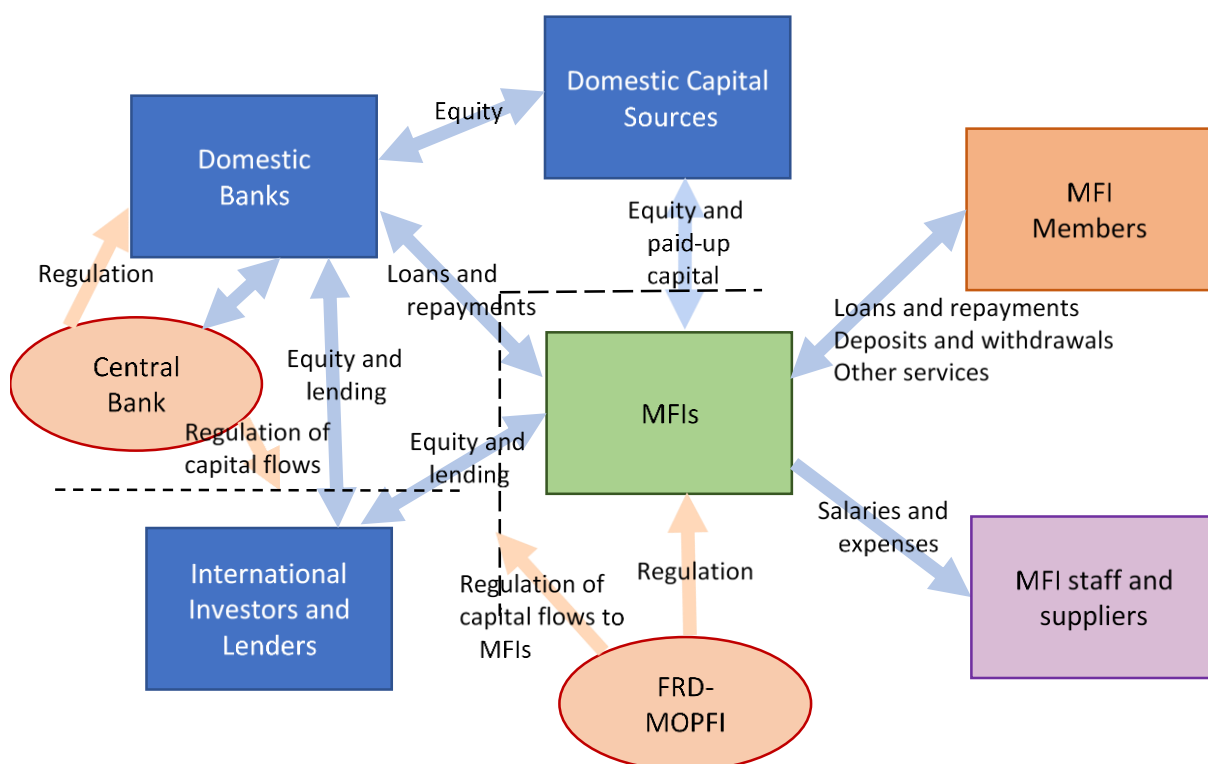 Domestic Capital
Sources
Equity
Domestic
Banks
MFI
Members
Equity and
paid-up
capital
Regulation
Loans and
repayments
Loans and repayments
Deposits and withdrawals
Other services
Central
Bank
Equity and
lending
MFIs
Regulation of
capital flows
Equity and
lending
Salaries and
expenses
International
Investors and
Lenders
Regulation of
capital flows to
MFIs
Regulation
MFI staff and
suppliers
FRD-
MOPFI